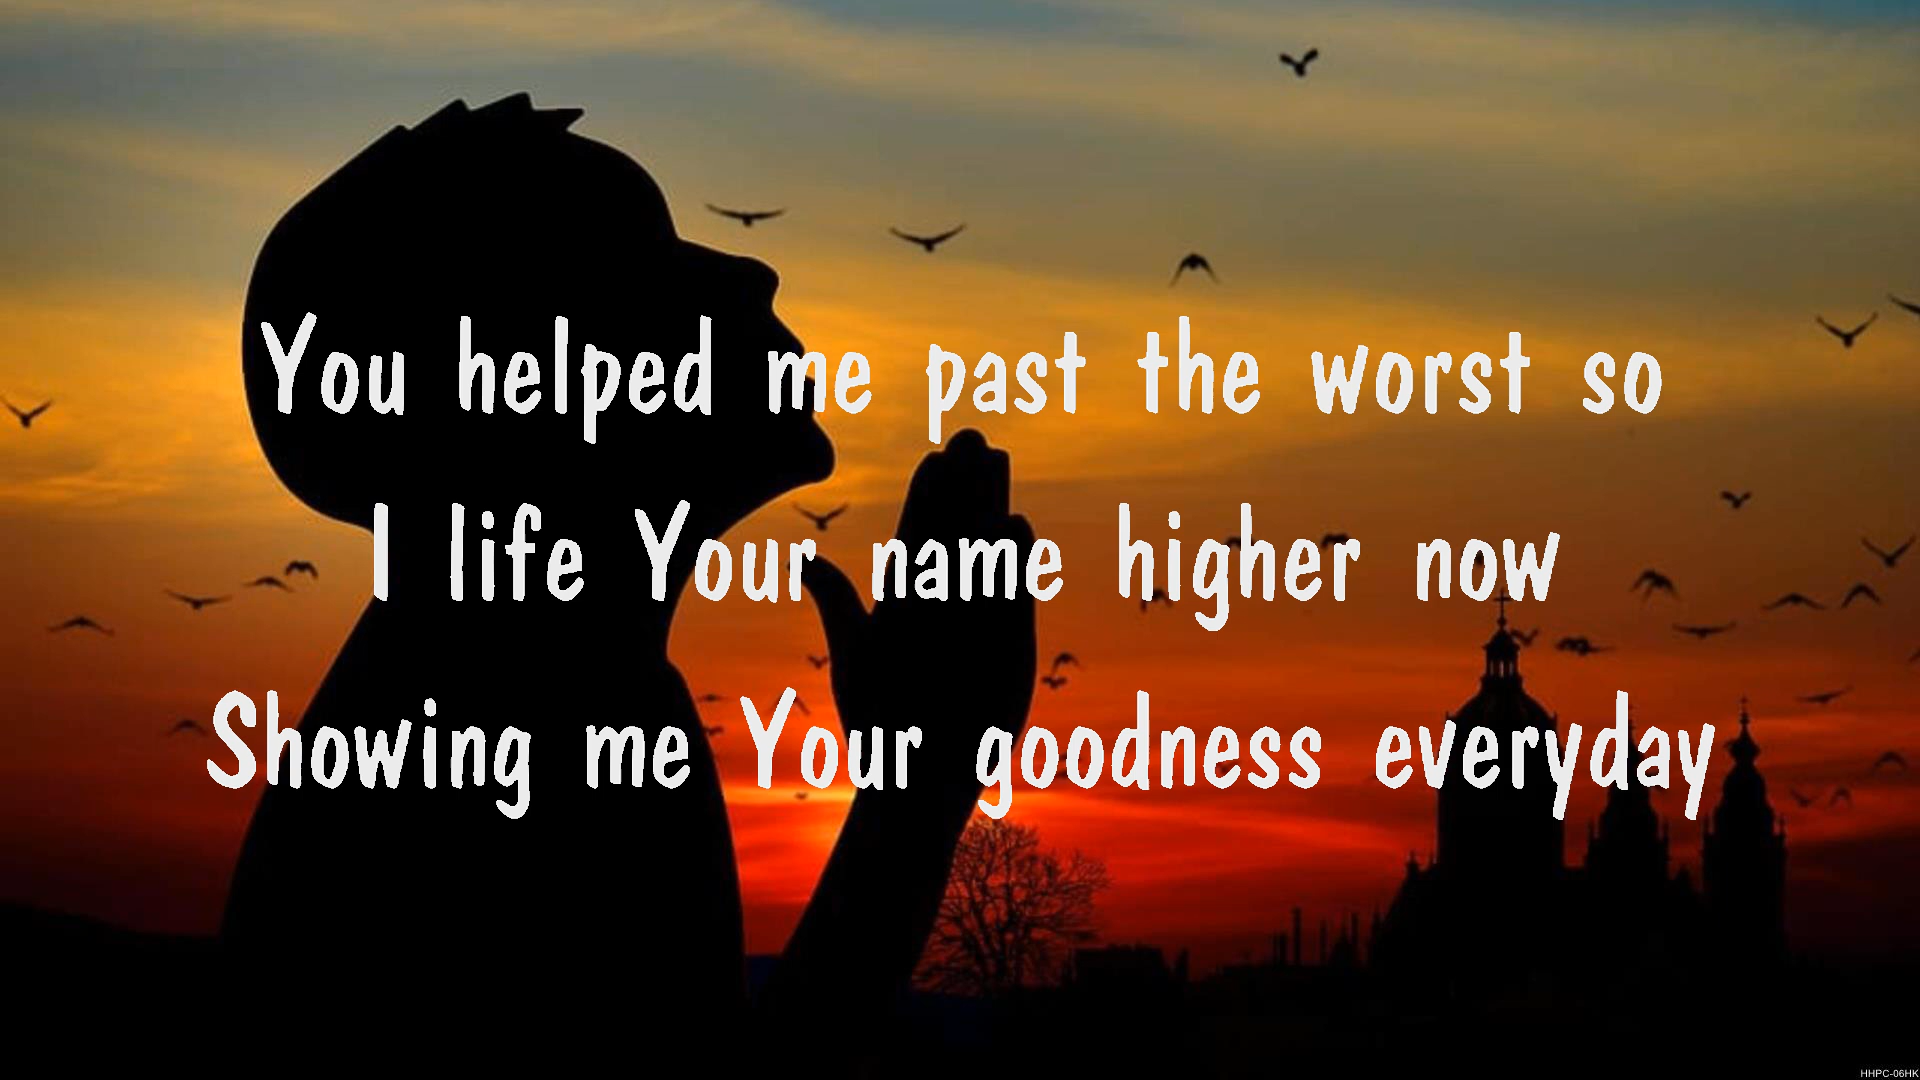 You helped me past the worst so
I life Your name higher now
Showing me Your goodness everyday
HHPC-06HK